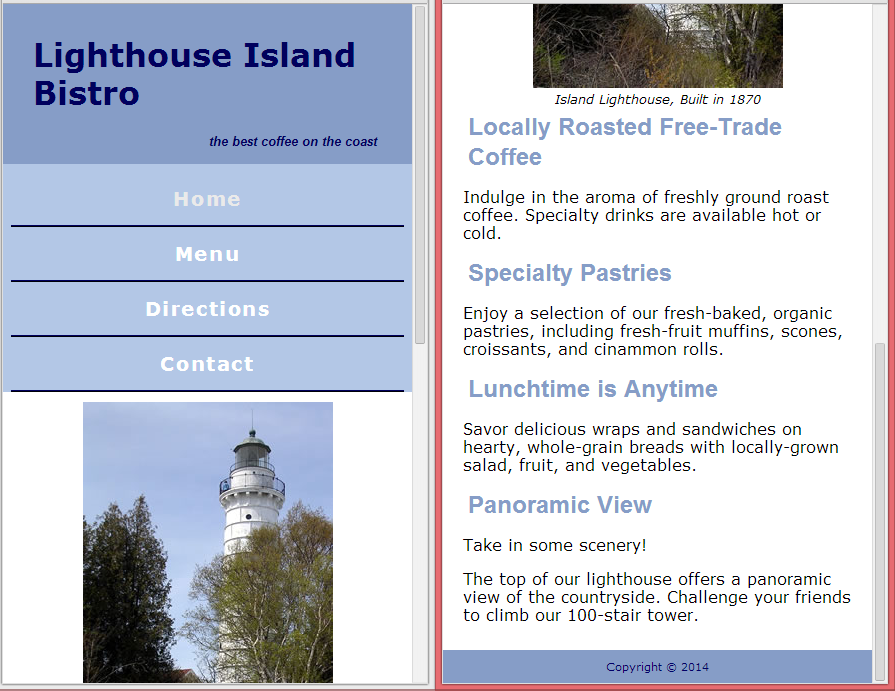 Lighthouse Island
Bistro
the best coffee on the coast
Home
Menu
Directions
Contact
Island Lighthouse, Built in 1870
Locally Roasted Free-Trade
Coffee
Indulge in the aroma of freshly ground roast
coffee. Specialty drinks are available hot or
cold.
Specialty Pastries
Enjoy a selection of our fresh-baked, organic
pastries, including fresh-fruit muffins, scones,
croissants, and cinammon rolls.
Lunchtime is Anytime
Savor delicious wraps and sandwiches on
hearty, whole-grain breads with locally-grown
salad, fruit, and vegetables.
Panoramic View
Take in some scenery!
The top of our lighthouse offers a panoramic
view of the countryside. Challenge your friends
to climb our 100-stair tower.
Copyright © 2014